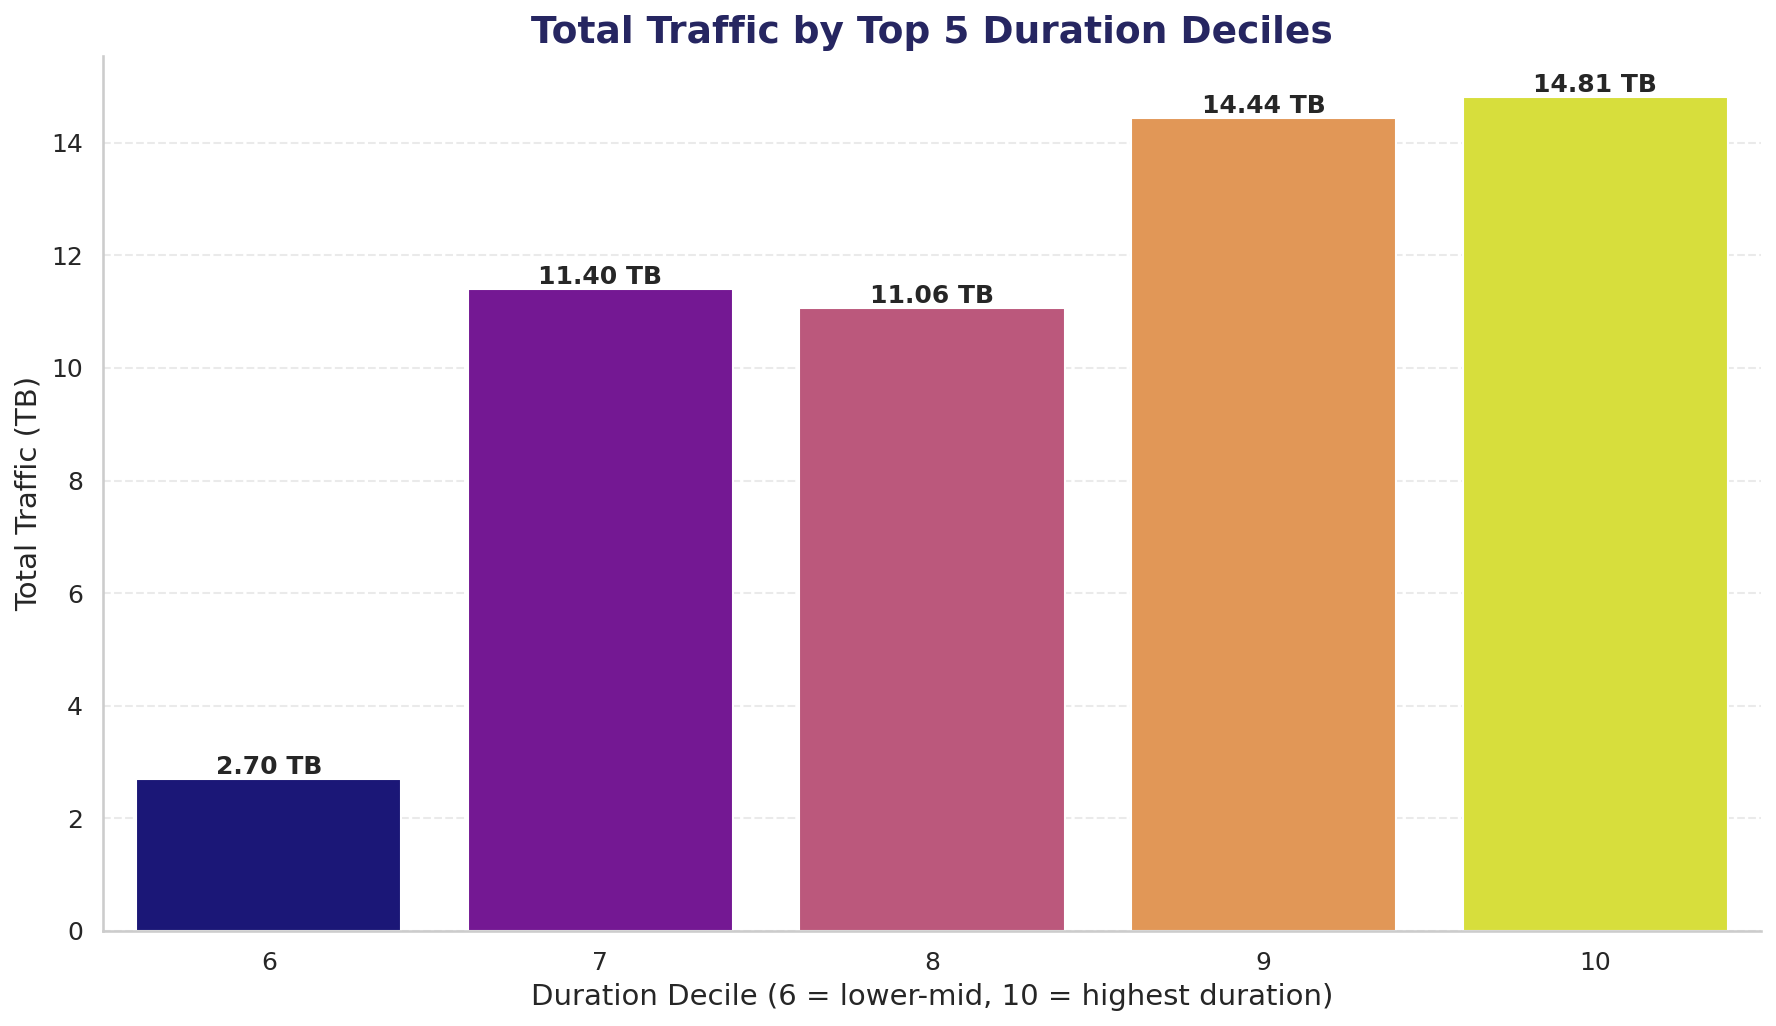 Total Traffic by Top 5 Duration Deciles
Total Traffic (TB)
14
12
10
8
6
4
2
0
2.70 TB
11.40 TB
11.06 TB
14.44 TB
14.81 TB
6 7 8 9 10
Duration Decile (6 = lower-mid, 10 = highest duration)